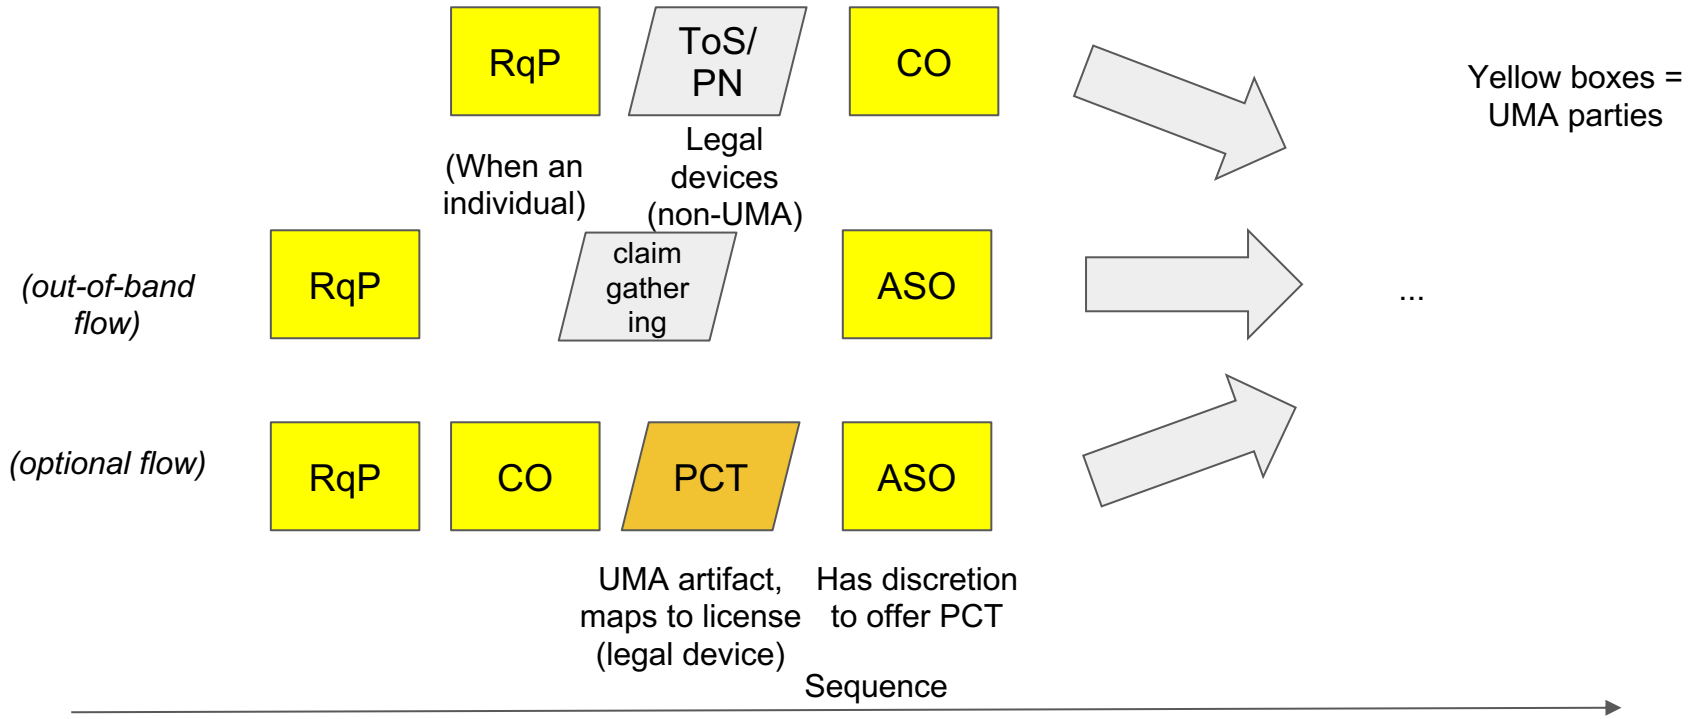 RqP
ToS/
PN
CO
Yellow boxes =
UMA parties
(When an
individual)
Legal
devices
(non-UMA)
(out-of-band
flow)
RqP
claim
gather
ing
ASO
...
(optional flow)
RqP
CO
PCT
ASO
UMA artifact,
maps to license
(legal device)
Has discretion
to offer PCT
Sequence